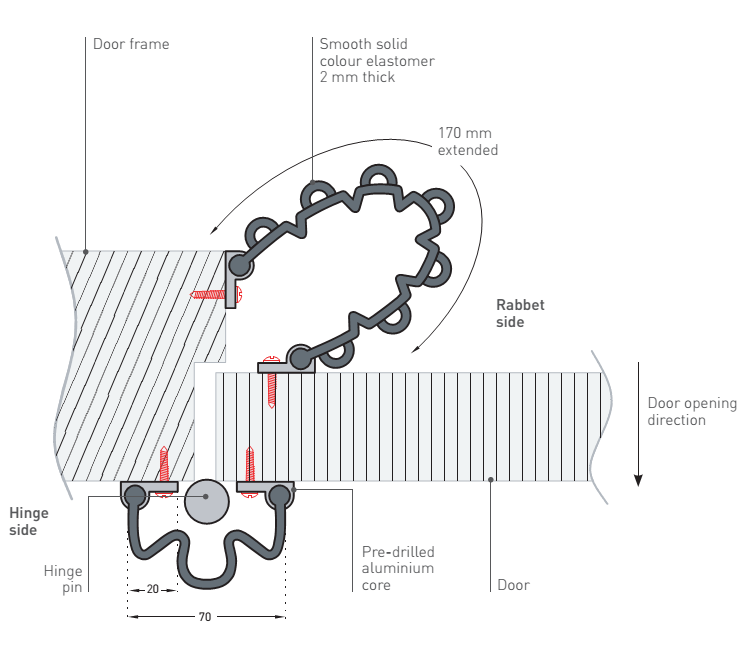 Door frame
Smooth solid
colour elastomer
2 mm thick
170 mm
extended
Rabbet
side
Door opening
direction
Hinge
side
Hinge
pin
20
70
Pre-drilled
aluminium
core
Door